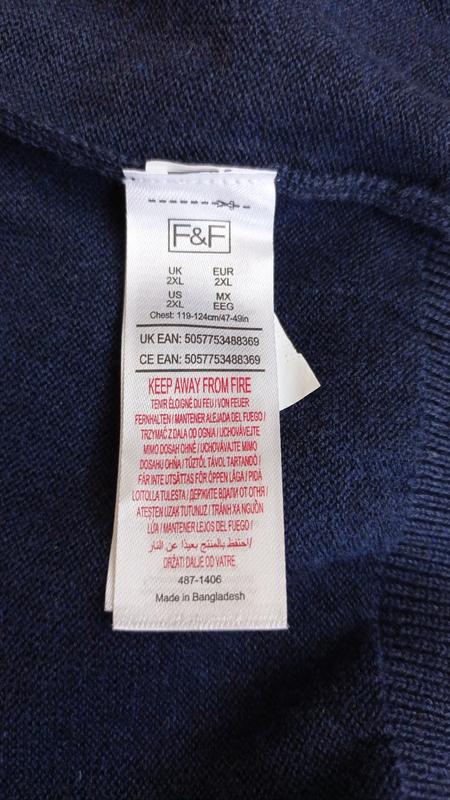 F&F
UK EUR
2XL 2XL
US MX
2XL EEG
Chest: 119-124cm/47-49in
UK EAN: 5057753488369
CE EAN: 5057753488369
KEEP AWAY FROM FIRE
TENIR ÉLOIGNÉ DU FEU / VON FEUER
FERNHALTEN / MANTENER ALEJADA DEL FUEGO /
TRZYMAĆ Z DALA OD OGNIA / UCHOVÁVEJTE
MIMO DOSAH OHNĚ / UCHOVÁVAJTE MIMO
DOSAHU OHŇA / TŰZTŐL TÁVOL TARTANDÓ /
FÅR INTE UTSÄTTAS FÖR ÖPPEN LÅGA / PIDÄ
LOITOLLA TULESTA / ДЕРЖИТЕ ВДАЛИ ОТ ОГНЯ /
ATEŞTEN UZAK TUTUNUZ / TRÁNH XA NGUỒN
LỬA / MANTENER LEJOS DEL FUEGO /
احتفظ بالمنتج بعيدًا عن النار/
DRŽATI DALJE OD VATRE
487-1406
Made in Bangladesh